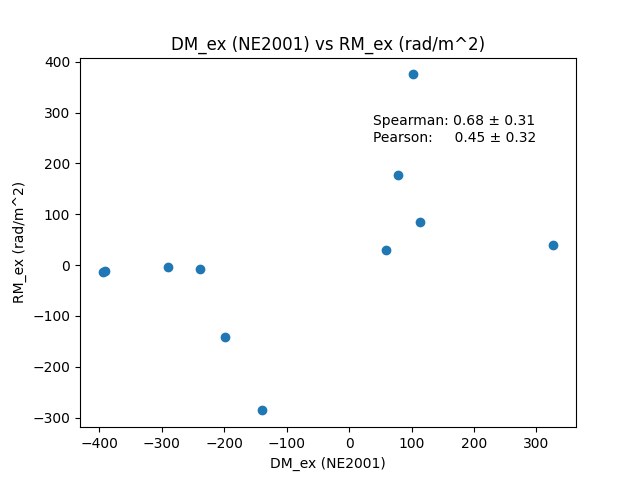 DM_ex (NE2001) vs RM_ex (rad/m^2)
400
300
200
100
0
−100
−200
−300
RM_ex (rad/m^2)
Spearman: 0.68 ± 0.31
Pearson: 0.45 ± 0.32
−400 −300 −200 −100 0 100 200 300
DM_ex (NE2001)